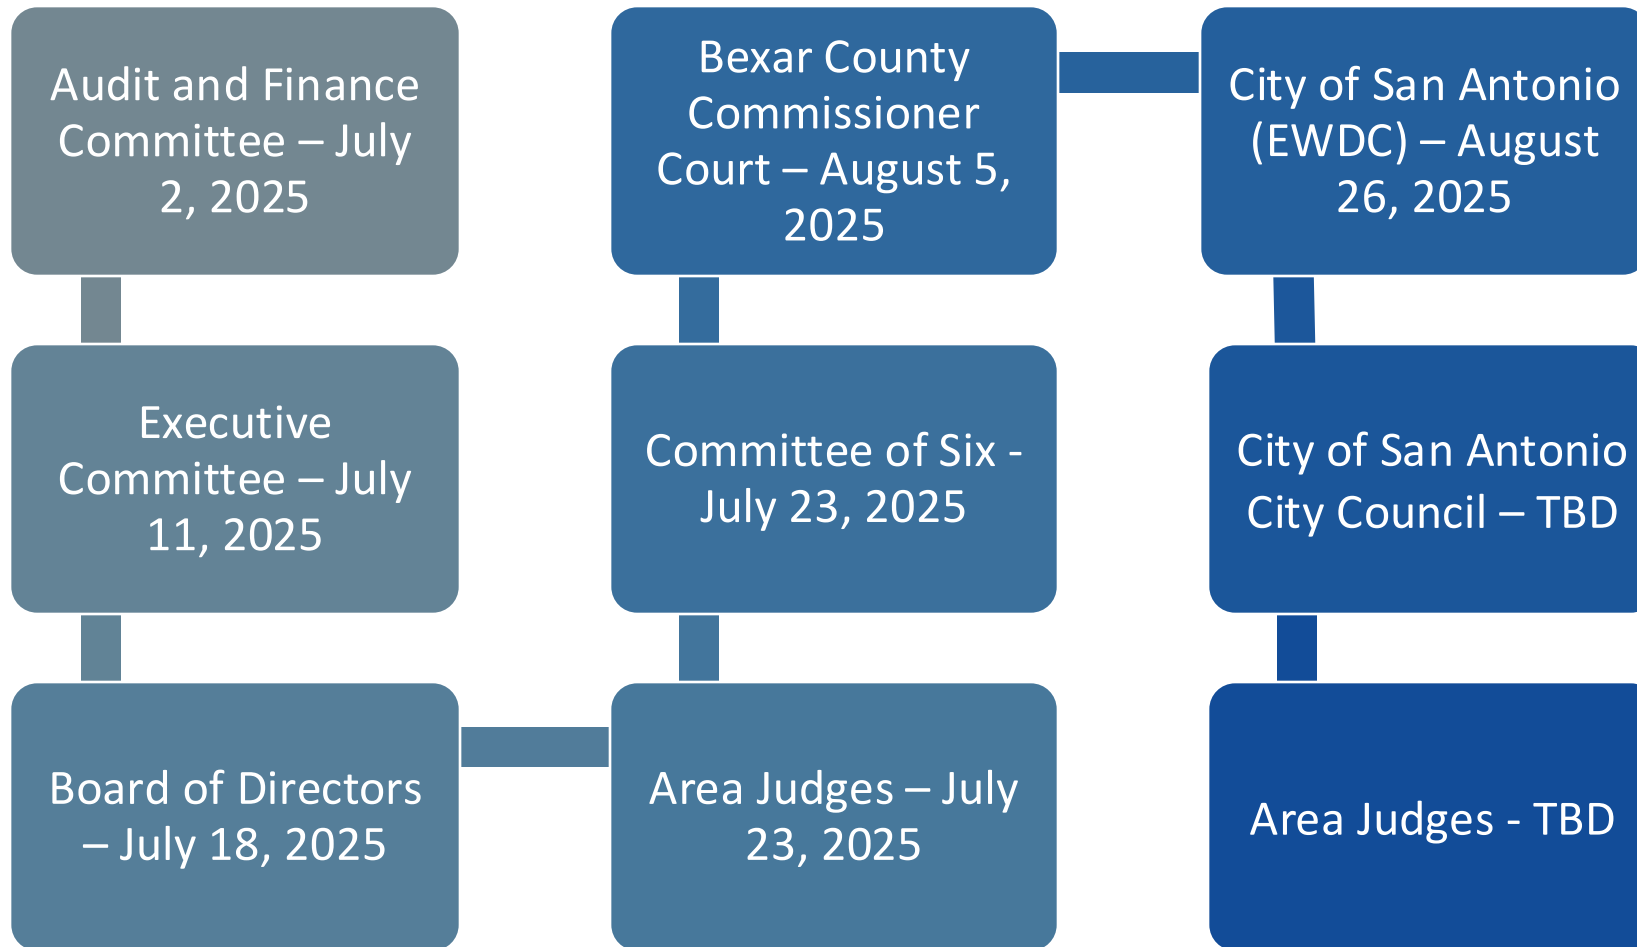 Audit and Finance
Committee – July
2, 2025
Executive
Committee – July
11, 2025
Board of Directors
– July 18, 2025
Area Judges – July
23, 2025
Committee of Six -
July 23, 2025
Bexar County
Commissioner
Court – August 5,
2025
City of San Antonio
(EWDC) – August
26, 2025
City of San Antonio
City Council – TBD
Area Judges - TBD